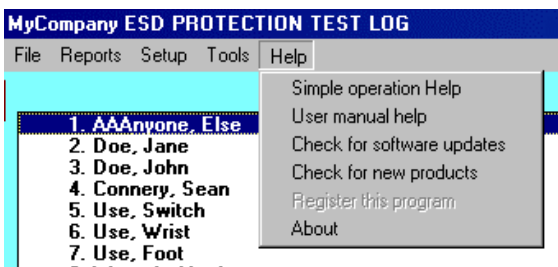 MyCompany ESD PROTECTION TEST LOG
File Reports Setup Tools Help
Simple operation Help
User manual help
Check for software updates
Check for new products
Register this program
About
1. AAAnyone, Else
2. Doe, Jane
3. Doe, John
4. Connery, Sean
5. Use, Switch
6. Use, Wrist
7. Use, Foot